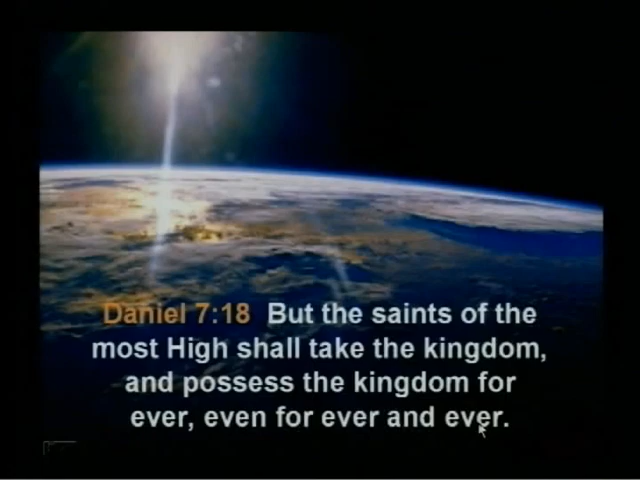 Daniel 7:18 But the saints of the
most High shall take the kingdom,
and possess the kingdom for
ever, even for ever and ever.